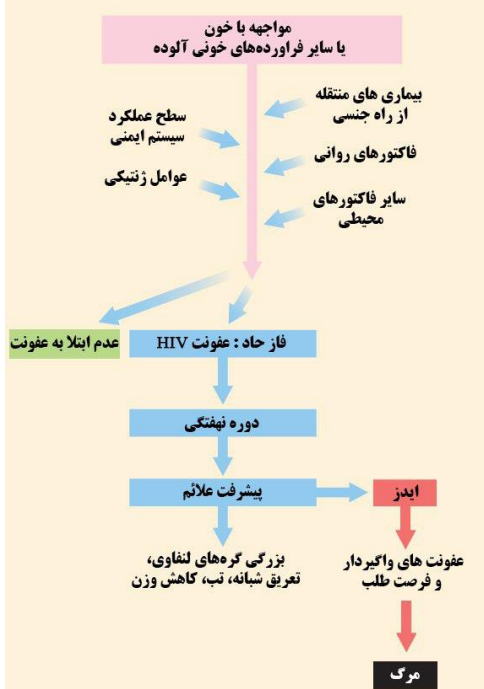 مواجهه با خون
یا سایر فراورده‌های خونی آلوده
بیماری های منتقله
از راه جنسی
سطح عملکرد
سیستم ایمنی
فاکتورهای روانی
عوامل ژنتیکی
سایر فاکتورهای
محیطی
فاز حاد : عفونت HIV
عدم ابتلا به عفونت
دوره نهفتگی
پیشرفت علائم
ایدز
بزرگی گره‌های لنفاوی،
تعریق شبانه، تب، کاهش وزن
عفونت های واگیردار
و فرصت طلب
مرگ